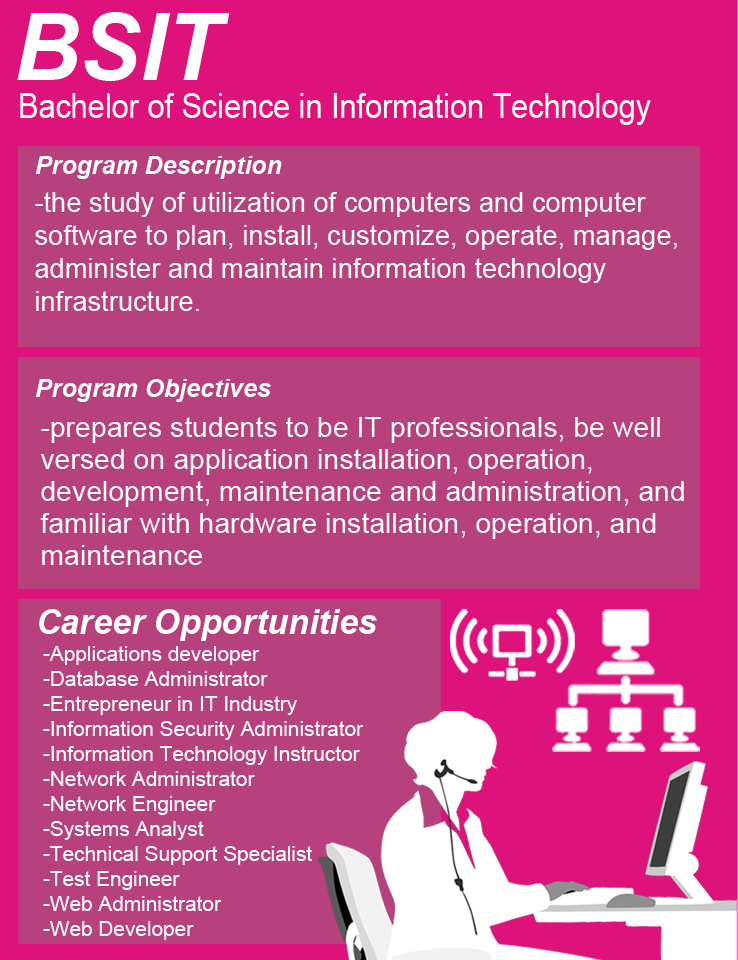 BSIT
Bachelor of Science in Information Technology
Program Description
-the study of utilization of computers and computer
software to plan, install, customize, operate, manage,
administer and maintain information technology
infrastructure.
Program Objectives
-prepares students to be IT professionals, be well
versed on application installation, operation,
development, maintenance and administration, and
familiar with hardware installation, operation, and
maintenance
Career Opportunities
-Applications developer
-Database Administrator
-Entrepreneur in IT Industry
-Information Security Administrator
-Information Technology Instructor
-Network Administrator
-Network Engineer
-Systems Analyst
-Technical Support Specialist
-Test Engineer
-Web Administrator
-Web Developer